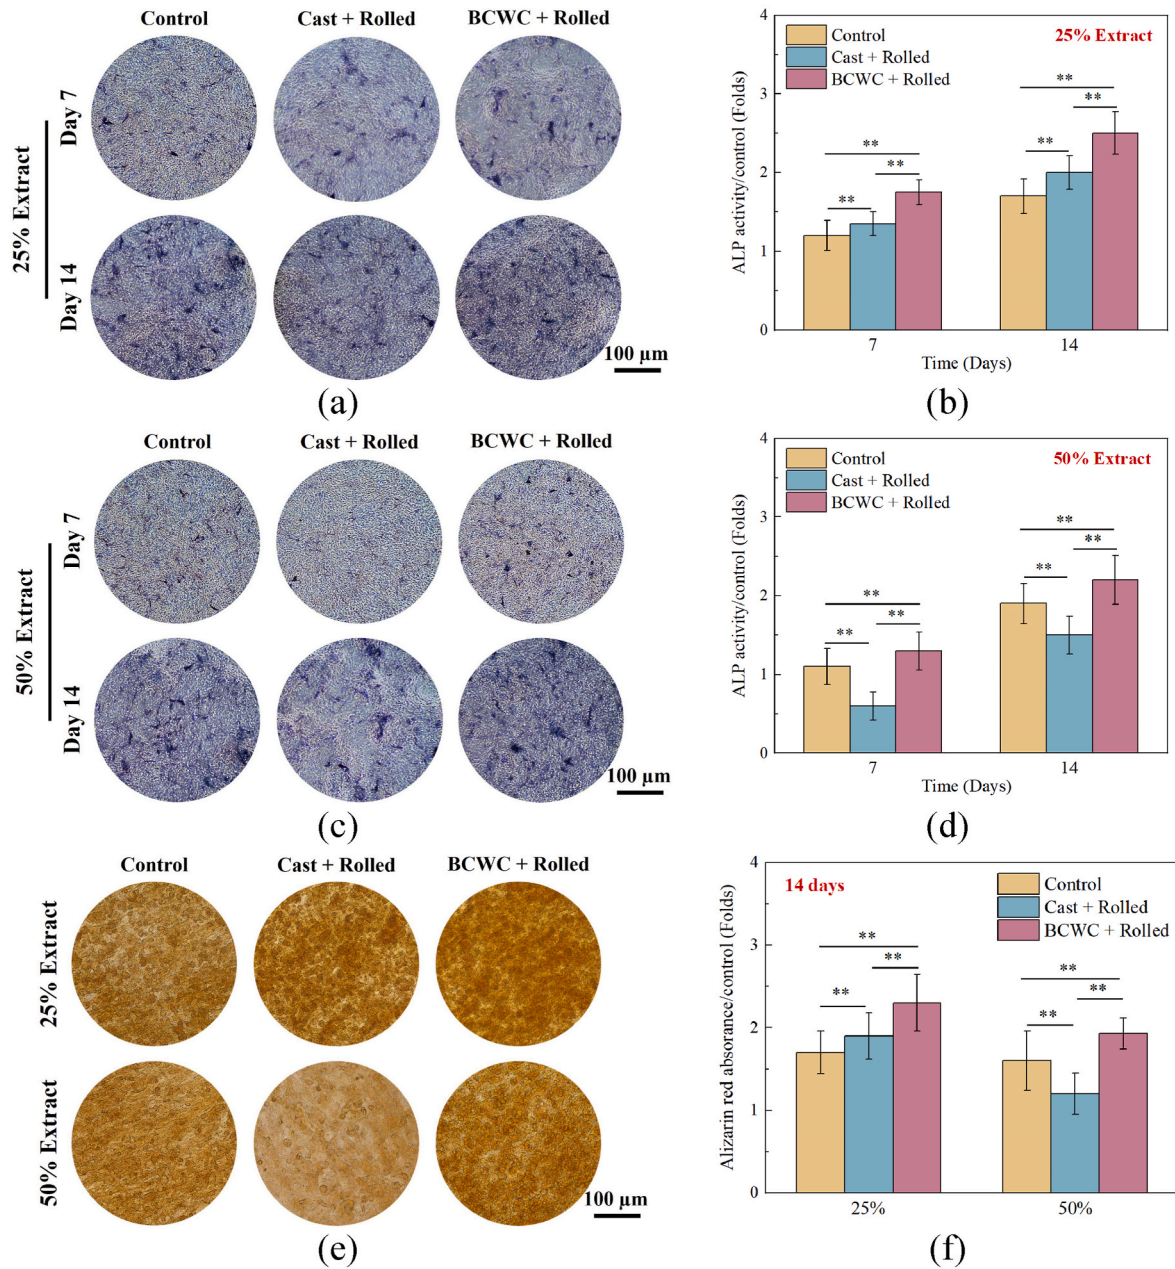 Control Cast + Rolled BCWC + Rolled
25% Extract
Day 7
Day 14
100 μm
(a)
ALP activity/control (Folds)
4
3
2
1
0
Control
Cast + Rolled
BCWC + Rolled
25% Extract
** ** ** ** ** **
7 14
Time (Days)
(b)
Control Cast + Rolled BCWC + Rolled
50% Extract
Day 7
Day 14
100 μm
(c)
ALP activity/control (Folds)
4
3
2
1
0
Control
Cast + Rolled
BCWC + Rolled
50% Extract
** ** ** ** ** **
7 14
Time (Days)
(d)
Control Cast + Rolled BCWC + Rolled
25% Extract
50% Extract
100 μm
(e)
Alizarin red absorance/control (Folds)
4
3
2
1
0
14 days
Control
Cast + Rolled
BCWC + Rolled
** ** ** ** ** **
25% 50%
(f)